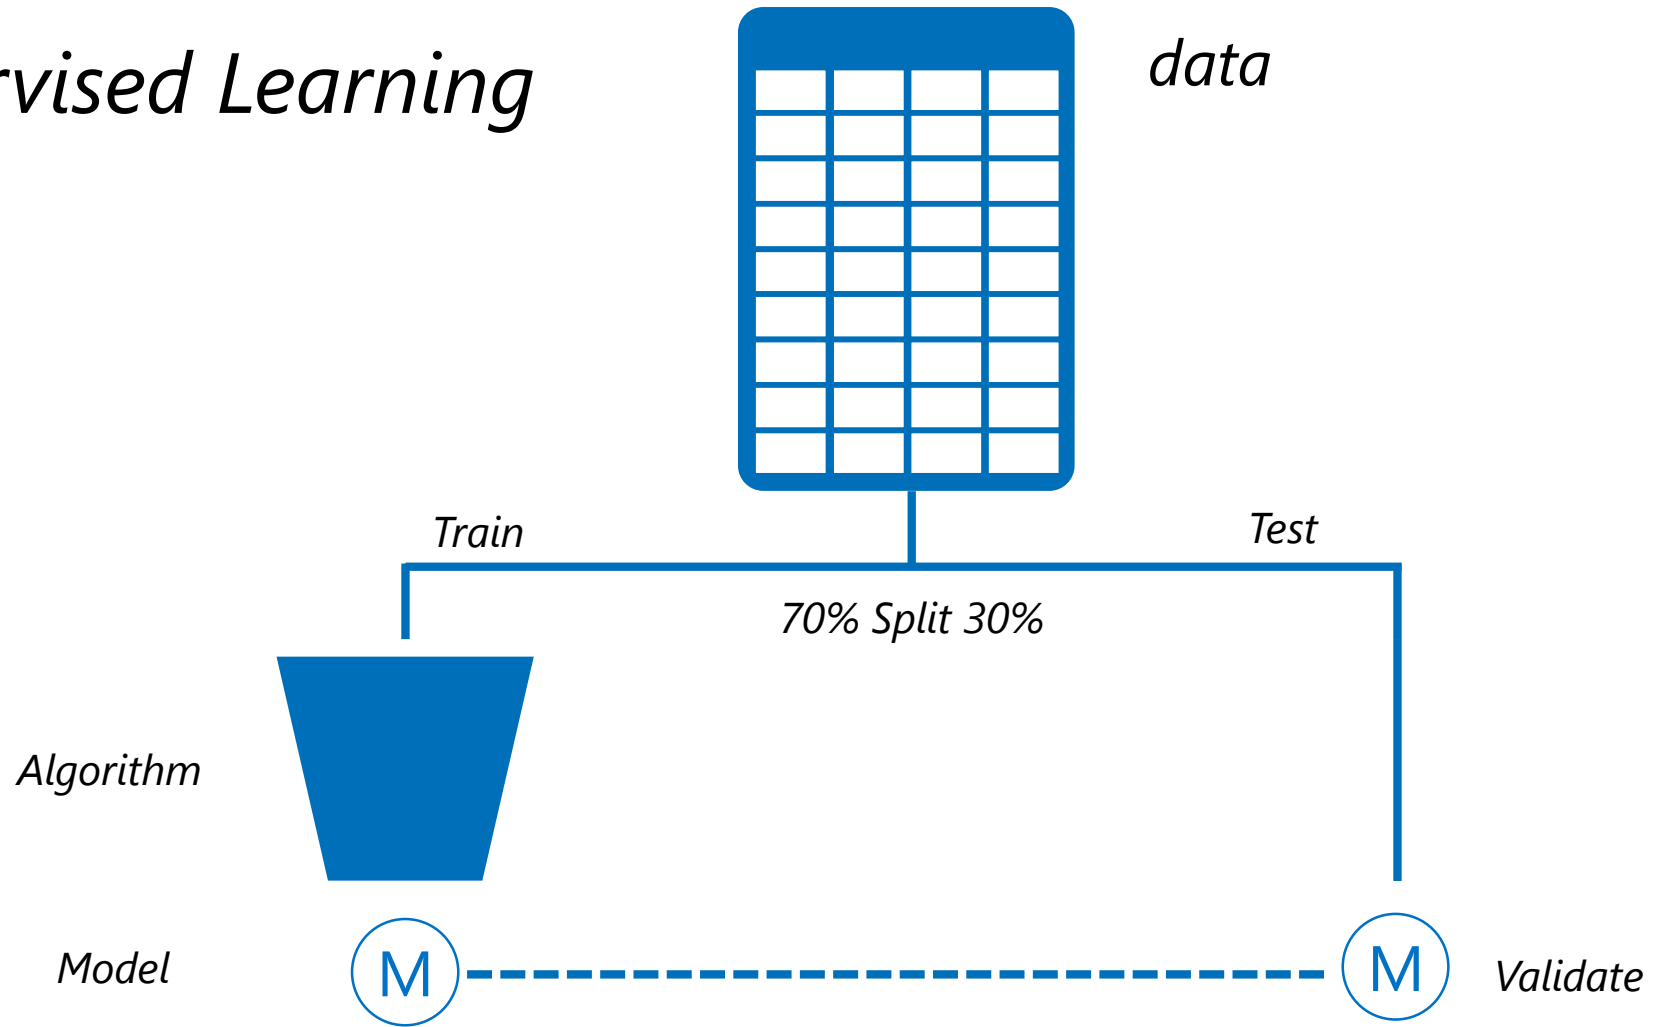 rvised Learning
data
Train
Test
70% Split 30%
Algorithm
Model
M
M
Validate